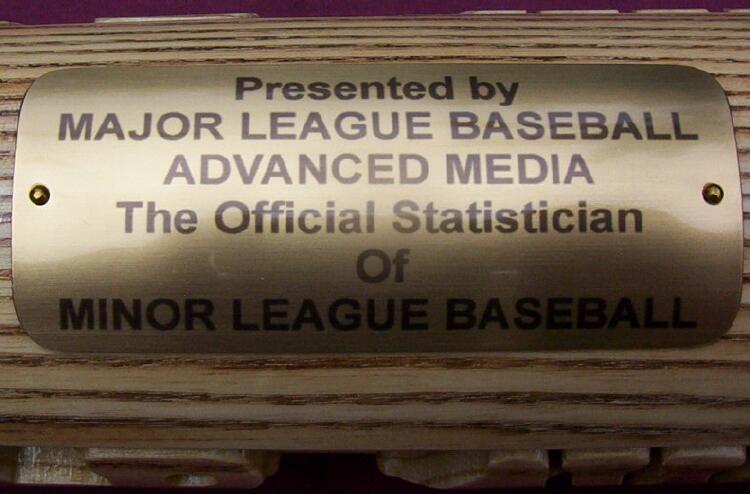 Presented by
MAJOR LEAGUE BASEBALL
ADVANCED MEDIA
The Official Statistician
Of
MINOR LEAGUE BASEBALL